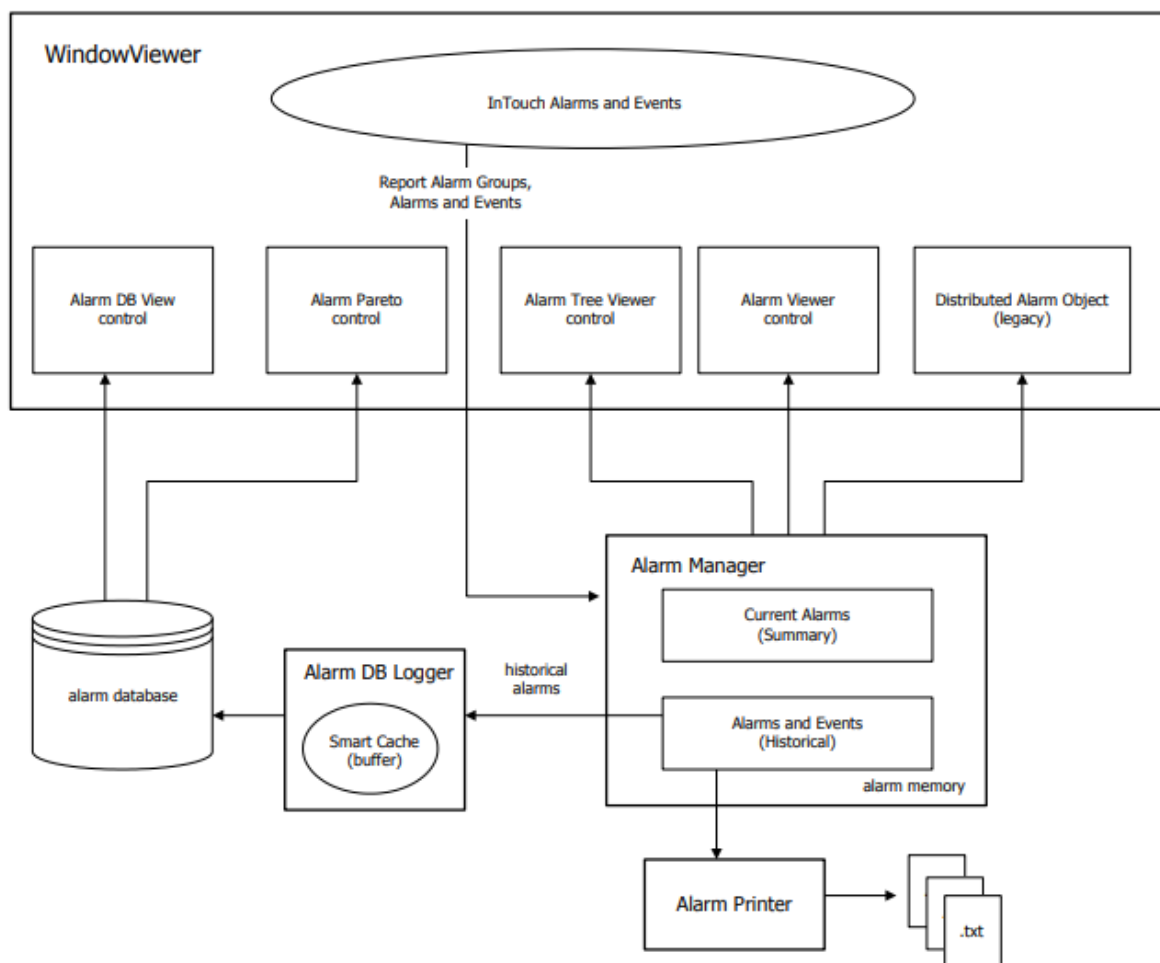 WindowViewer
InTouch Alarms and Events
Report Alarm Groups,
Alarms and Events
Alarm DB View
control
Alarm Pareto
control
Alarm Tree Viewer
control
Alarm Viewer
control
Distributed Alarm Object
(legacy)
Alarm Manager
Current Alarms
(Summary)
alarm database
Alarm DB Logger
Smart Cache
(buffer)
historical
alarms
Alarms and Events
(Historical)
alarm memory
Alarm Printer
.txt